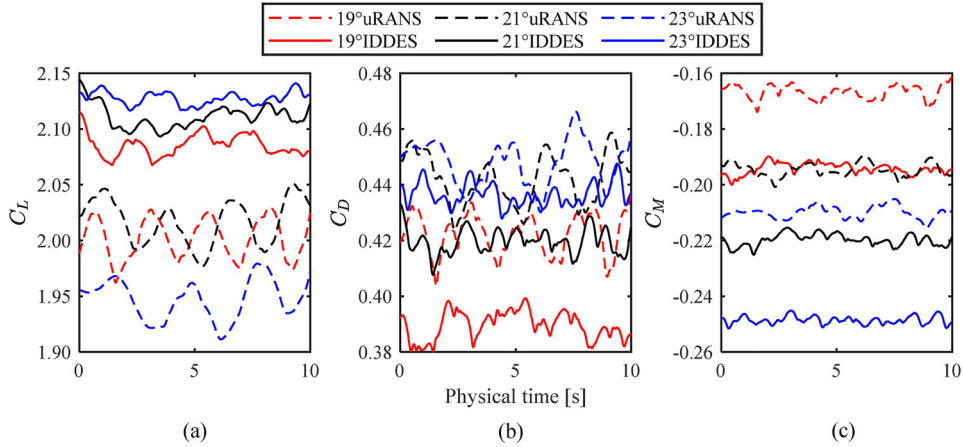 19°uRANS 21°uRANS 23°uRANS
19°IDDES 21°IDDES 23°IDDES
2.15 0.48 -0.16
2.10 0.46 -0.18
2.05 0.44 -0.20
2.00 0.42 -0.22
1.95 0.40 -0.24
1.90 0.38 -0.26
C_L C_D C_M
0 5 10 0 5 10 0 5 10
Physical time [s]
(a) (b) (c)